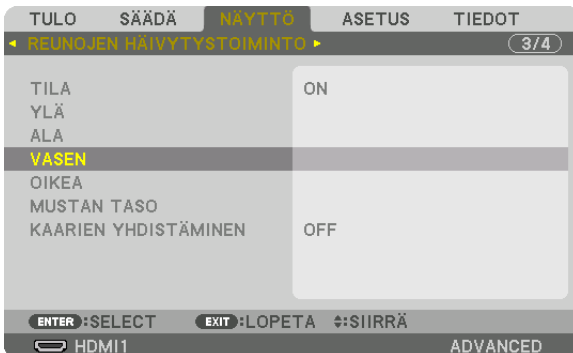 TULO SÄÄDÄ NÄYTTÖ ASETUS TIEDOT
REUNOJEN HÄIVYTYSTOIMINTO 3/4
TILA ON
YLÄ
ALA
VASEN
OIKEA
MUSTAN TASO
KAARIEN YHDISTÄMINEN OFF
ENTER :SELECT EXIT :LOPETA :SIIRRÄ
HDMI1 ADVANCED